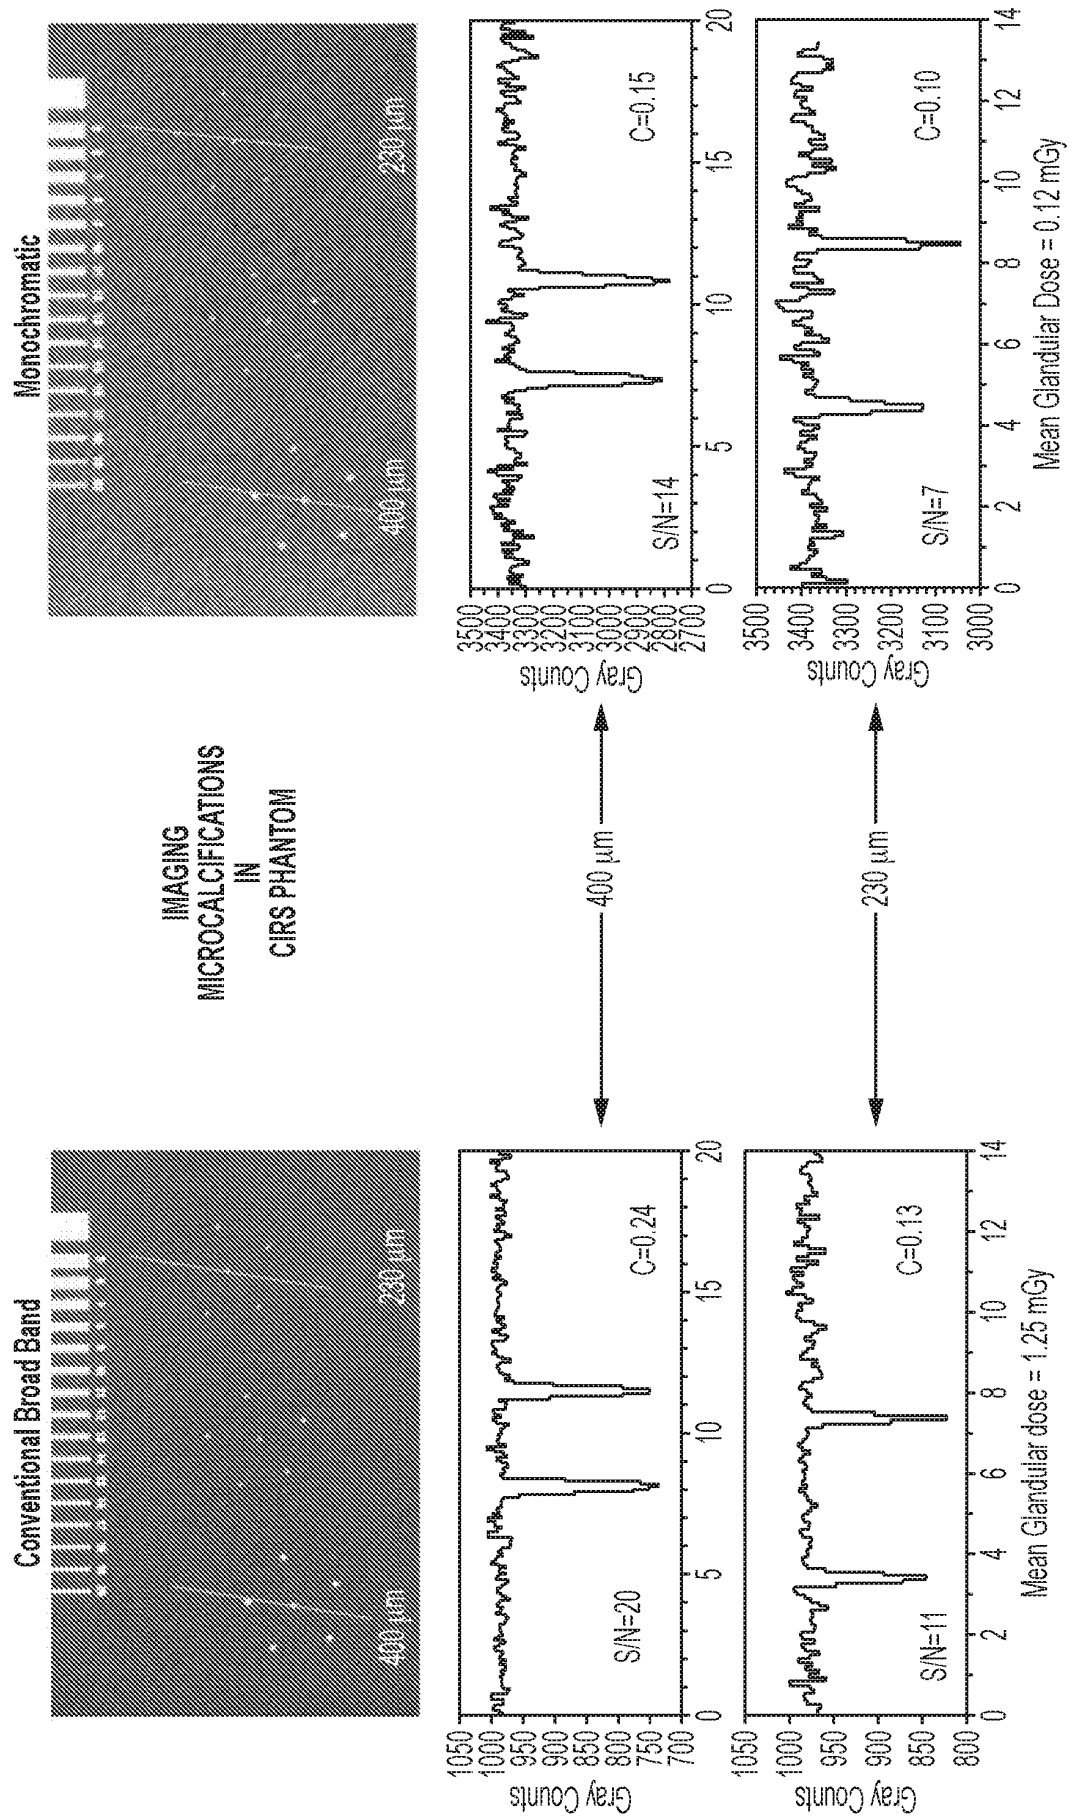 Conventional Broad Band
400 μm
230 μm
IMAGING
MICROCALCIFICATIONS
IN
CIRS PHANTOM
Monochromatic
400 μm
230 μm
Gray Counts
1050
1000
950
900
850
800
750
700
S/N=20
C=0.24
0
5
10
15
20
400 μm
Gray Counts
3500
3400
3300
3200
3100
3000
2900
2800
2700
S/N=14
C=0.15
0
5
10
15
20
Gray Counts
1050
1000
950
900
850
800
S/N=11
C=0.13
0
2
4
6
8
10
12
14
Mean Glandular dose = 1.25 mGy
230 μm
Gray Counts
3500
3400
3300
3200
3100
3000
S/N=7
C=0.10
0
2
4
6
8
10
12
14
Mean Glandular Dose = 0.12 mGy